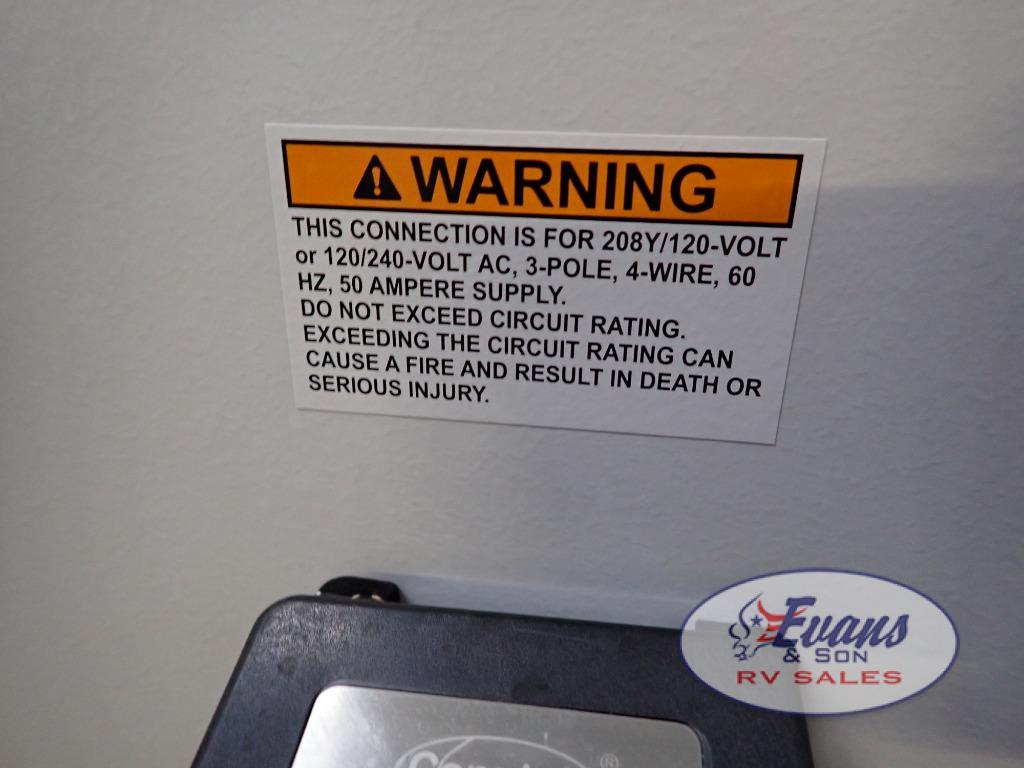 WARNING
THIS CONNECTION IS FOR 208Y/120-VOLT
or 120/240-VOLT AC, 3-POLE, 4-WIRE, 60
HZ, 50 AMPERE SUPPLY.
DO NOT EXCEED CIRCUIT RATING.
EXCEEDING THE CIRCUIT RATING CAN
CAUSE A FIRE AND RESULT IN DEATH OR
SERIOUS INJURY.
Evans
& SON
RV SALES
®